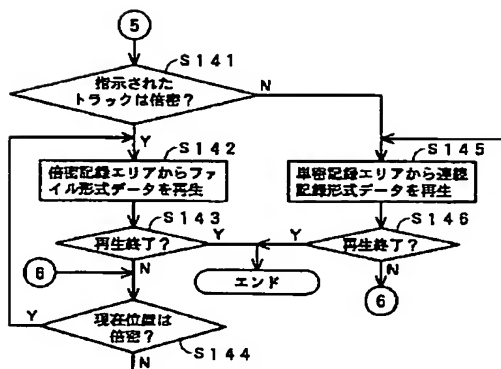 5
S141
指示された
トラックは倍密?
N
Y
S142
S145
倍密記録エリアからファ
イル形式データを再生
単密記録エリアから連続
記録形式データを再生
S143
S146
再生終了?
Y
Y
再生終了?
6
N
エンド
N
6
Y
現在位置は
倍密?
S144
N